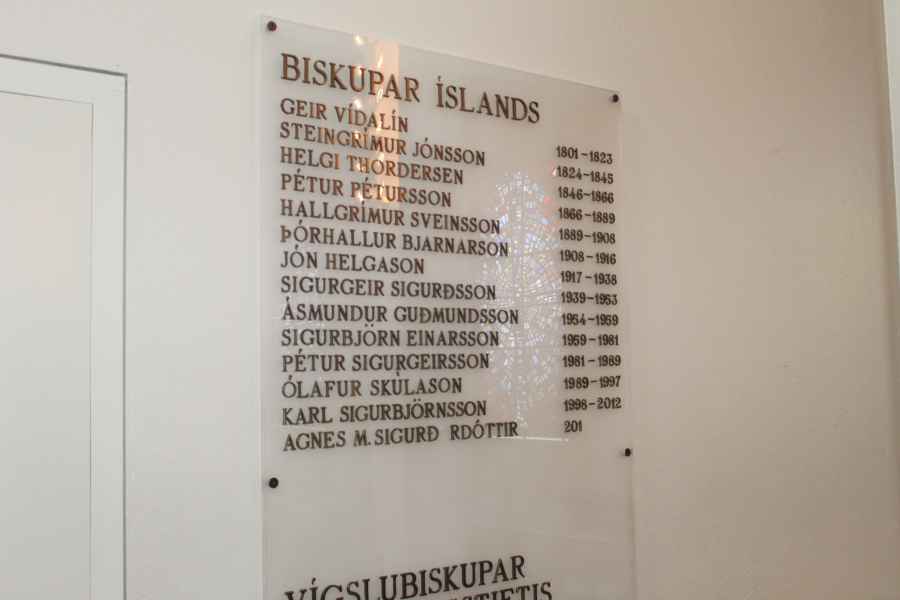 BISKUPAR ÍSLANDS
GEIR VÍDALÍN 1801-1823
STEINGRÍMUR JÓNSSON 1824-1845
HELGI THORDERSEN 1846-1866
PÉTUR PÉTURSSON 1866-1889
HALLGRÍMUR SVEINSSON 1889-1908
ÞÓRHALLUR BJARNARSON 1908-1916
JÓN HELGASON 1917-1938
SIGURGEIR SIGURÐSSON 1939-1953
ÁSMUNDUR GUÐMUNDSSON 1954-1959
SIGURBJÖRN EINARSSON 1959-1981
PÉTUR SIGURGEIRSSON 1981-1989
ÓLAFUR SKÚLASON 1989-1997
KARL SIGURBJÖRNSSON 1998-2012
AGNES M. SIGURÐ RDÓTTIR 201
VÍGSLUBISKUPAR